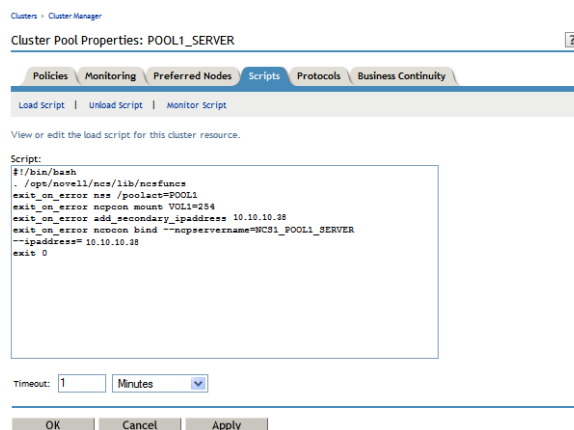 Clusters > Cluster Manager
Cluster Pool Properties: POOL1_SERVER ?
Policies Monitoring Preferred Nodes Scripts Protocols Business Continuity
Load Script | Unload Script | Monitor Script
View or edit the load script for this cluster resource.
Script:
#!/bin/bash
. /opt/novell/ncs/lib/ncsfuncs
exit_on_error nss /poolact=POOL1
exit_on_error ncpcon mount VOL1=254
exit_on_error add_secondary_ipaddress 10.10.10.38
exit_on_error ncpcon bind --ncpservername=NCS1_POOL1_SERVER
--ipaddress= 10.10.10.38
exit 0
Timeout: 1 Minutes
OK Cancel Apply